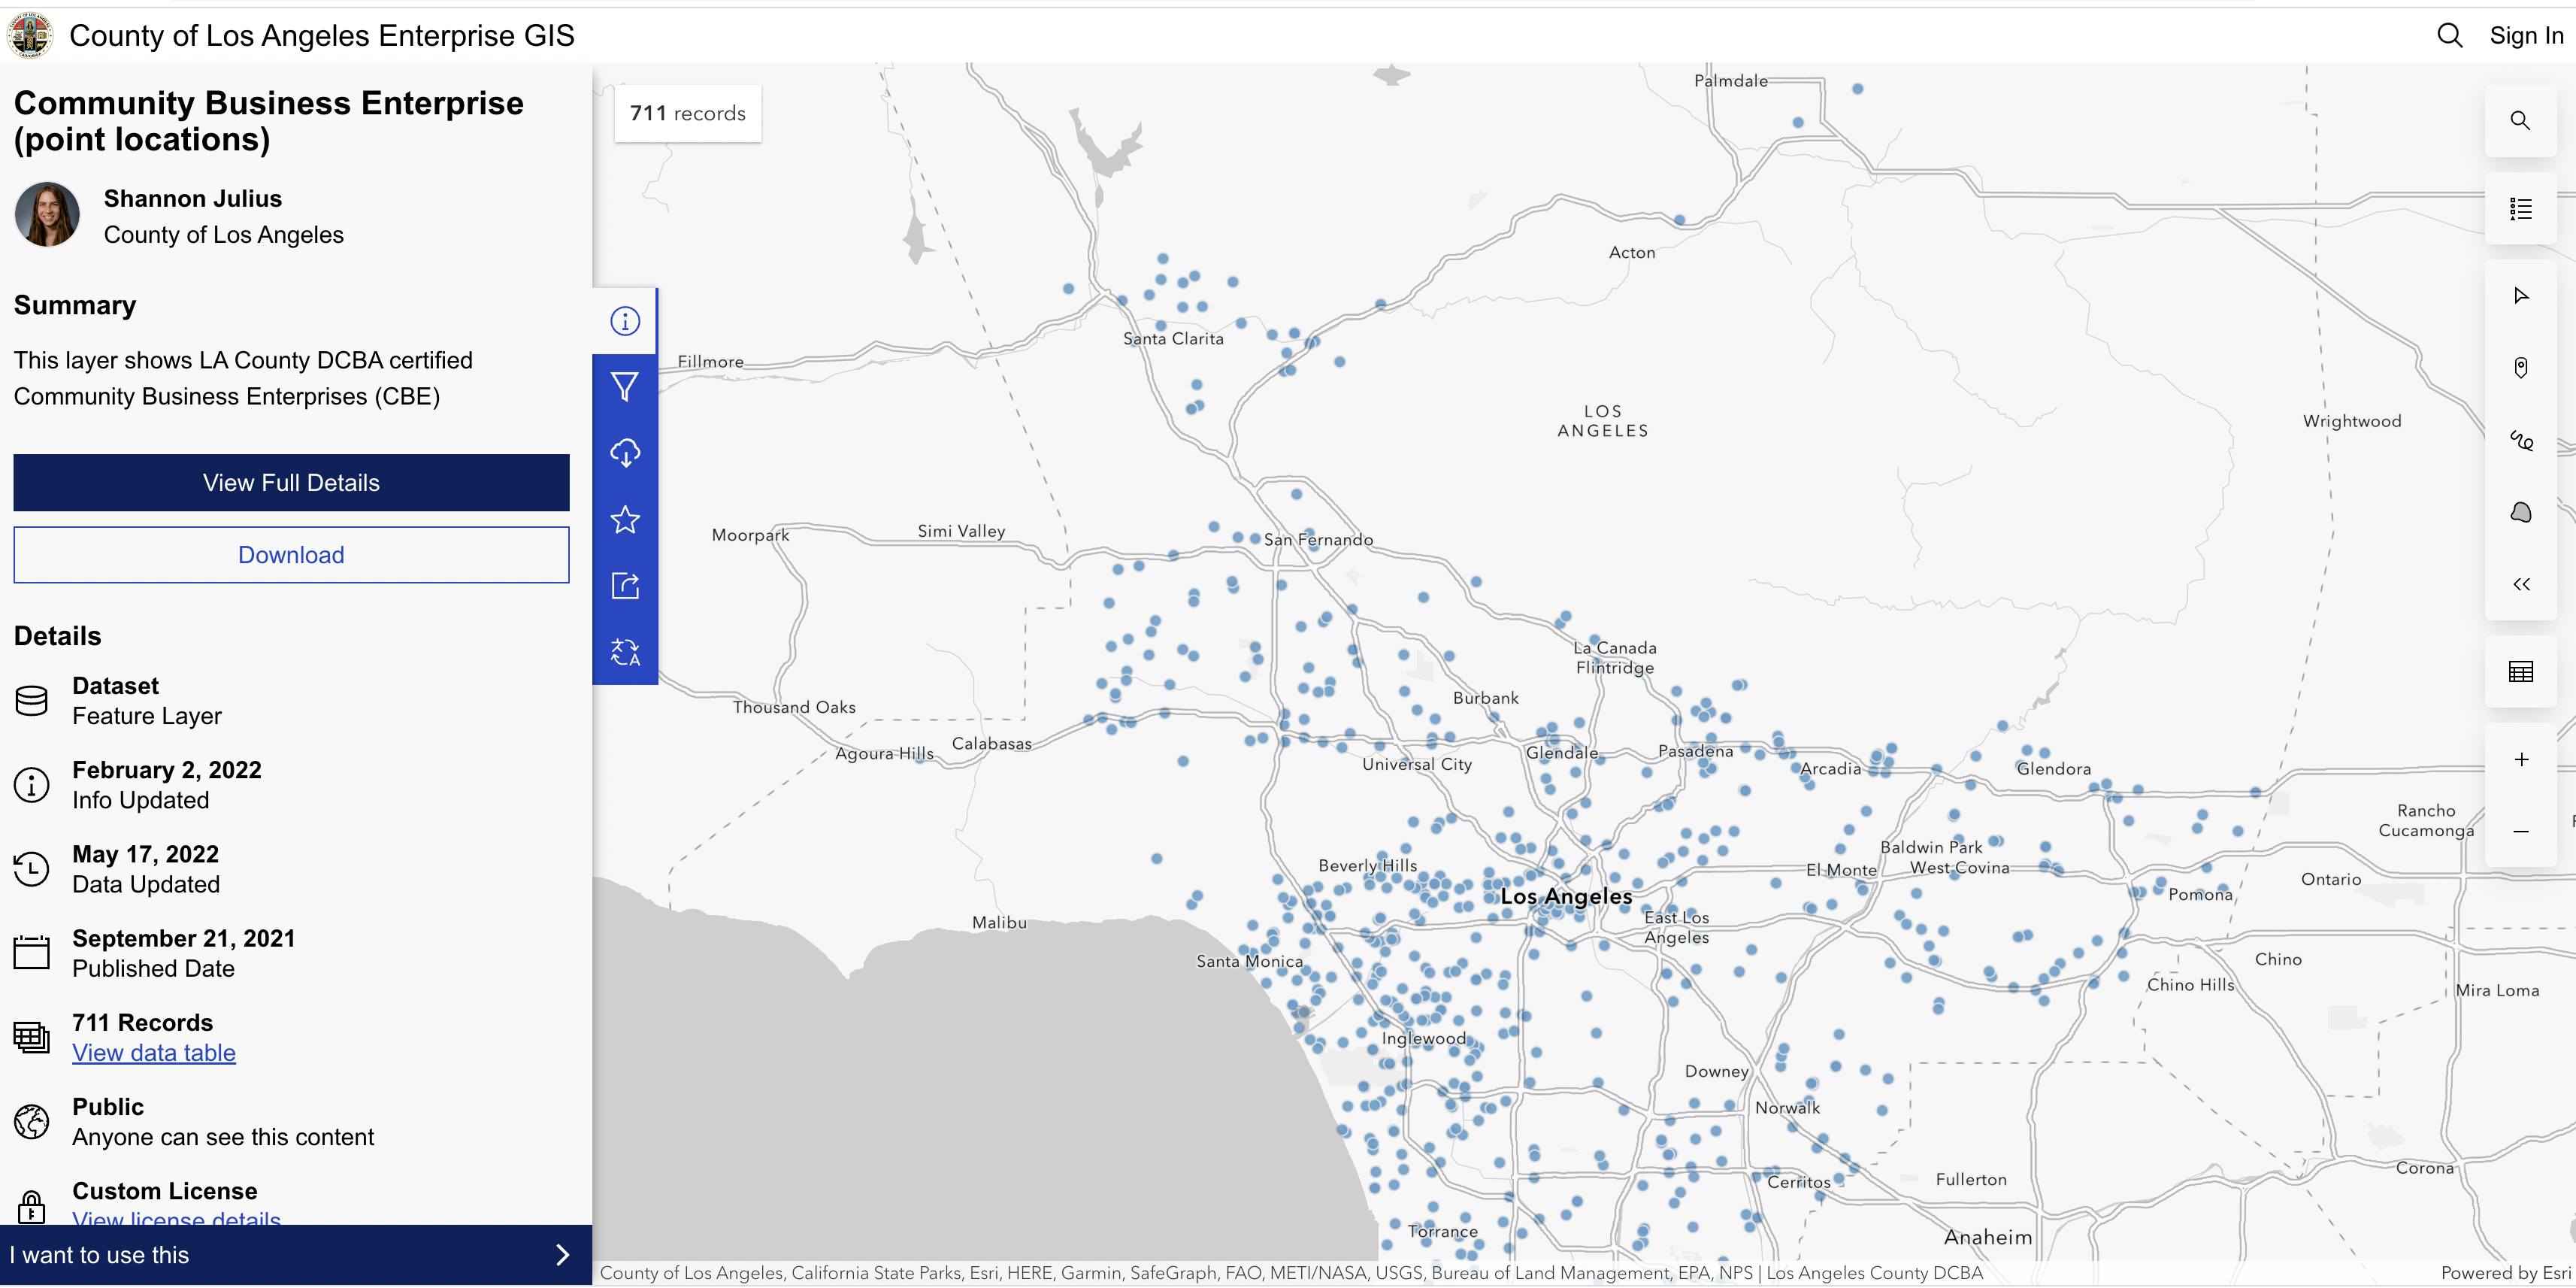 County of Los Angeles Enterprise GIS
Sign In
Community Business Enterprise
(point locations)
Shannon Julius
County of Los Angeles
Summary
This layer shows LA County DCBA certified
Community Business Enterprises (CBE)
View Full Details
Download
Details
Dataset
Feature Layer
February 2, 2022
Info Updated
May 17, 2022
Data Updated
September 21, 2021
Published Date
711 Records
View data table
Public
Anyone can see this content
Custom License
View license details
I want to use this
711 records
Palmdale
Acton
Santa Clarita
Fillmore
LOS
ANGELES
Wrightwood
Moorpark
Simi Valley
San Fernando
La Canada
Flintridge
Burbank
Thousand Oaks
Agoura Hills
Calabasas
Universal City
Glendale
Pasadena
Arcadia
Glendora
Rancho
Cucamonga
Beverly Hills
Baldwin Park
El Monte
West Covina
Los Angeles
Pomona
Ontario
Malibu
East Los
Angeles
Santa Monica
Chino
Chino Hills
Mira Loma
Inglewood
Downey
Norwalk
Cerritos
Fullerton
Corona
Torrance
Anaheim
County of Los Angeles, California State Parks, Esri, HERE, Garmin, SafeGraph, FAO, METI/NASA, USGS, Bureau of Land Management, EPA, NPS | Los Angeles County DCBA
Powered by Esri